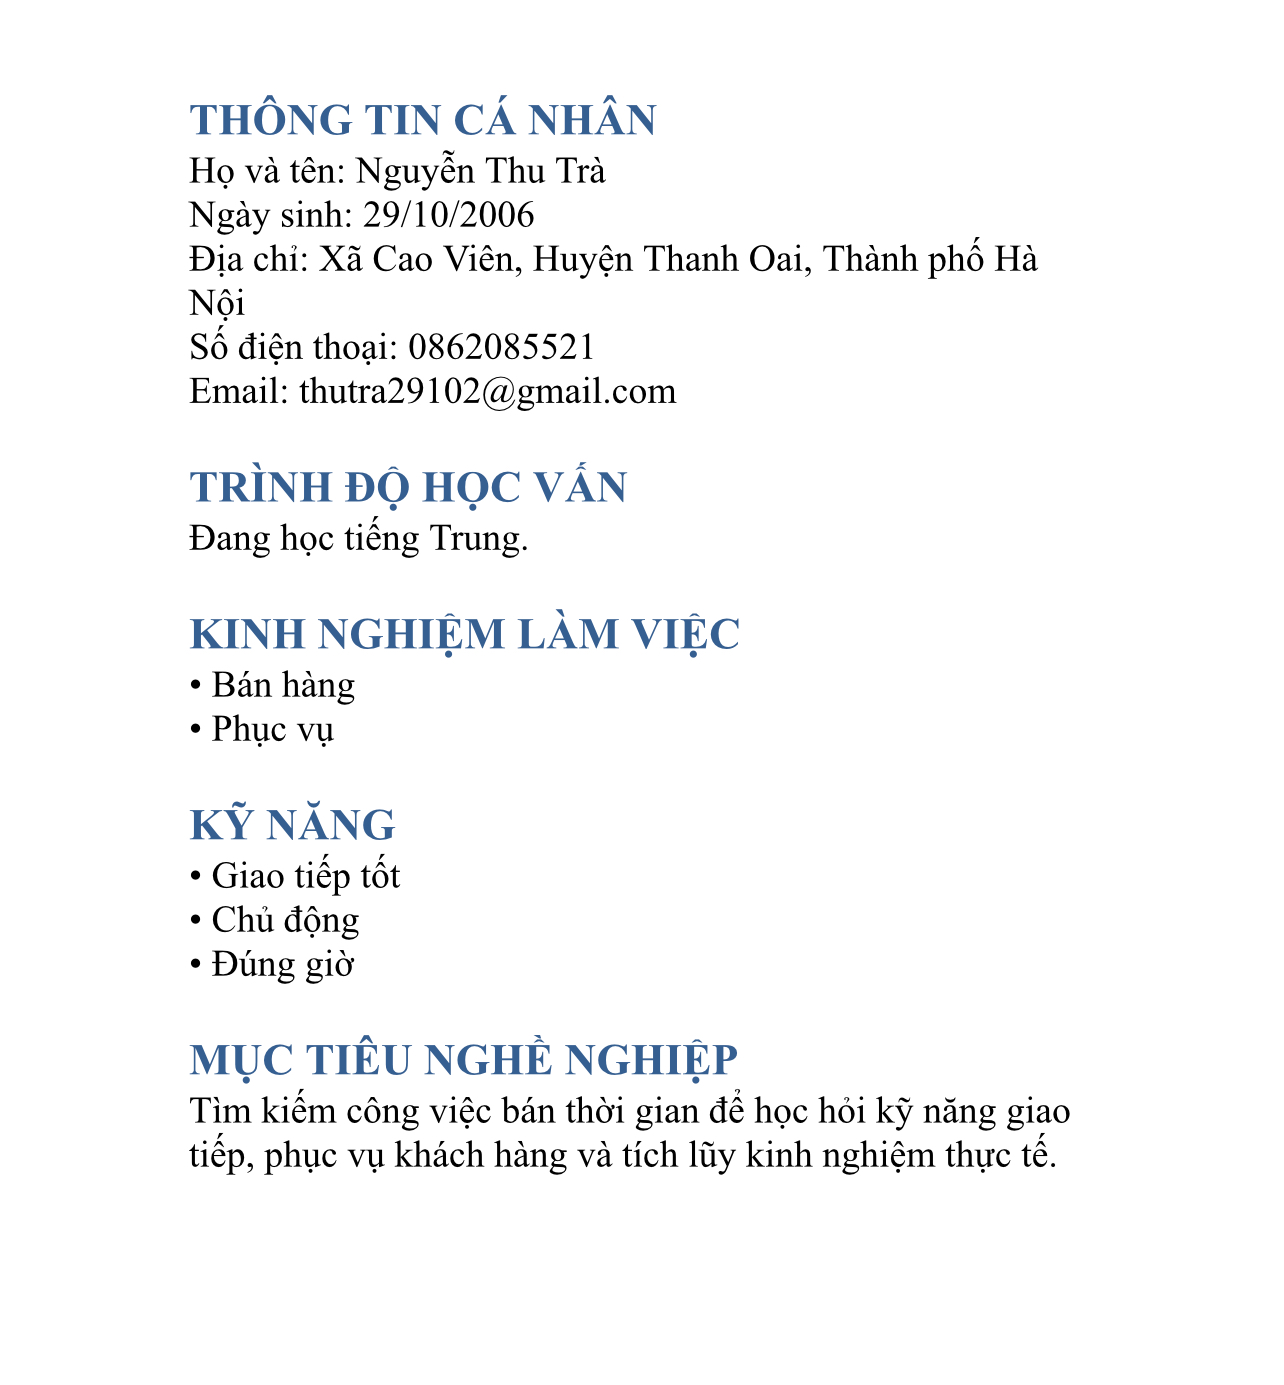 THÔNG TIN CÁ NHÂN
Họ và tên: Nguyễn Thu Trà
Ngày sinh: 29/10/2006
Địa chỉ: Xã Cao Viên, Huyện Thanh Oai, Thành phố Hà
Nội
Số điện thoại: 0862085521
Email: thutra29102@gmail.com
TRÌNH ĐỘ HỌC VẤN
Đang học tiếng Trung.
KINH NGHIỆM LÀM VIỆC
• Bán hàng
• Phục vụ
KỸ NĂNG
• Giao tiếp tốt
• Chủ động
• Đúng giờ
MỤC TIÊU NGHỀ NGHIỆP
Tìm kiếm công việc bán thời gian để học hỏi kỹ năng giao
tiếp, phục vụ khách hàng và tích lũy kinh nghiệm thực tế.